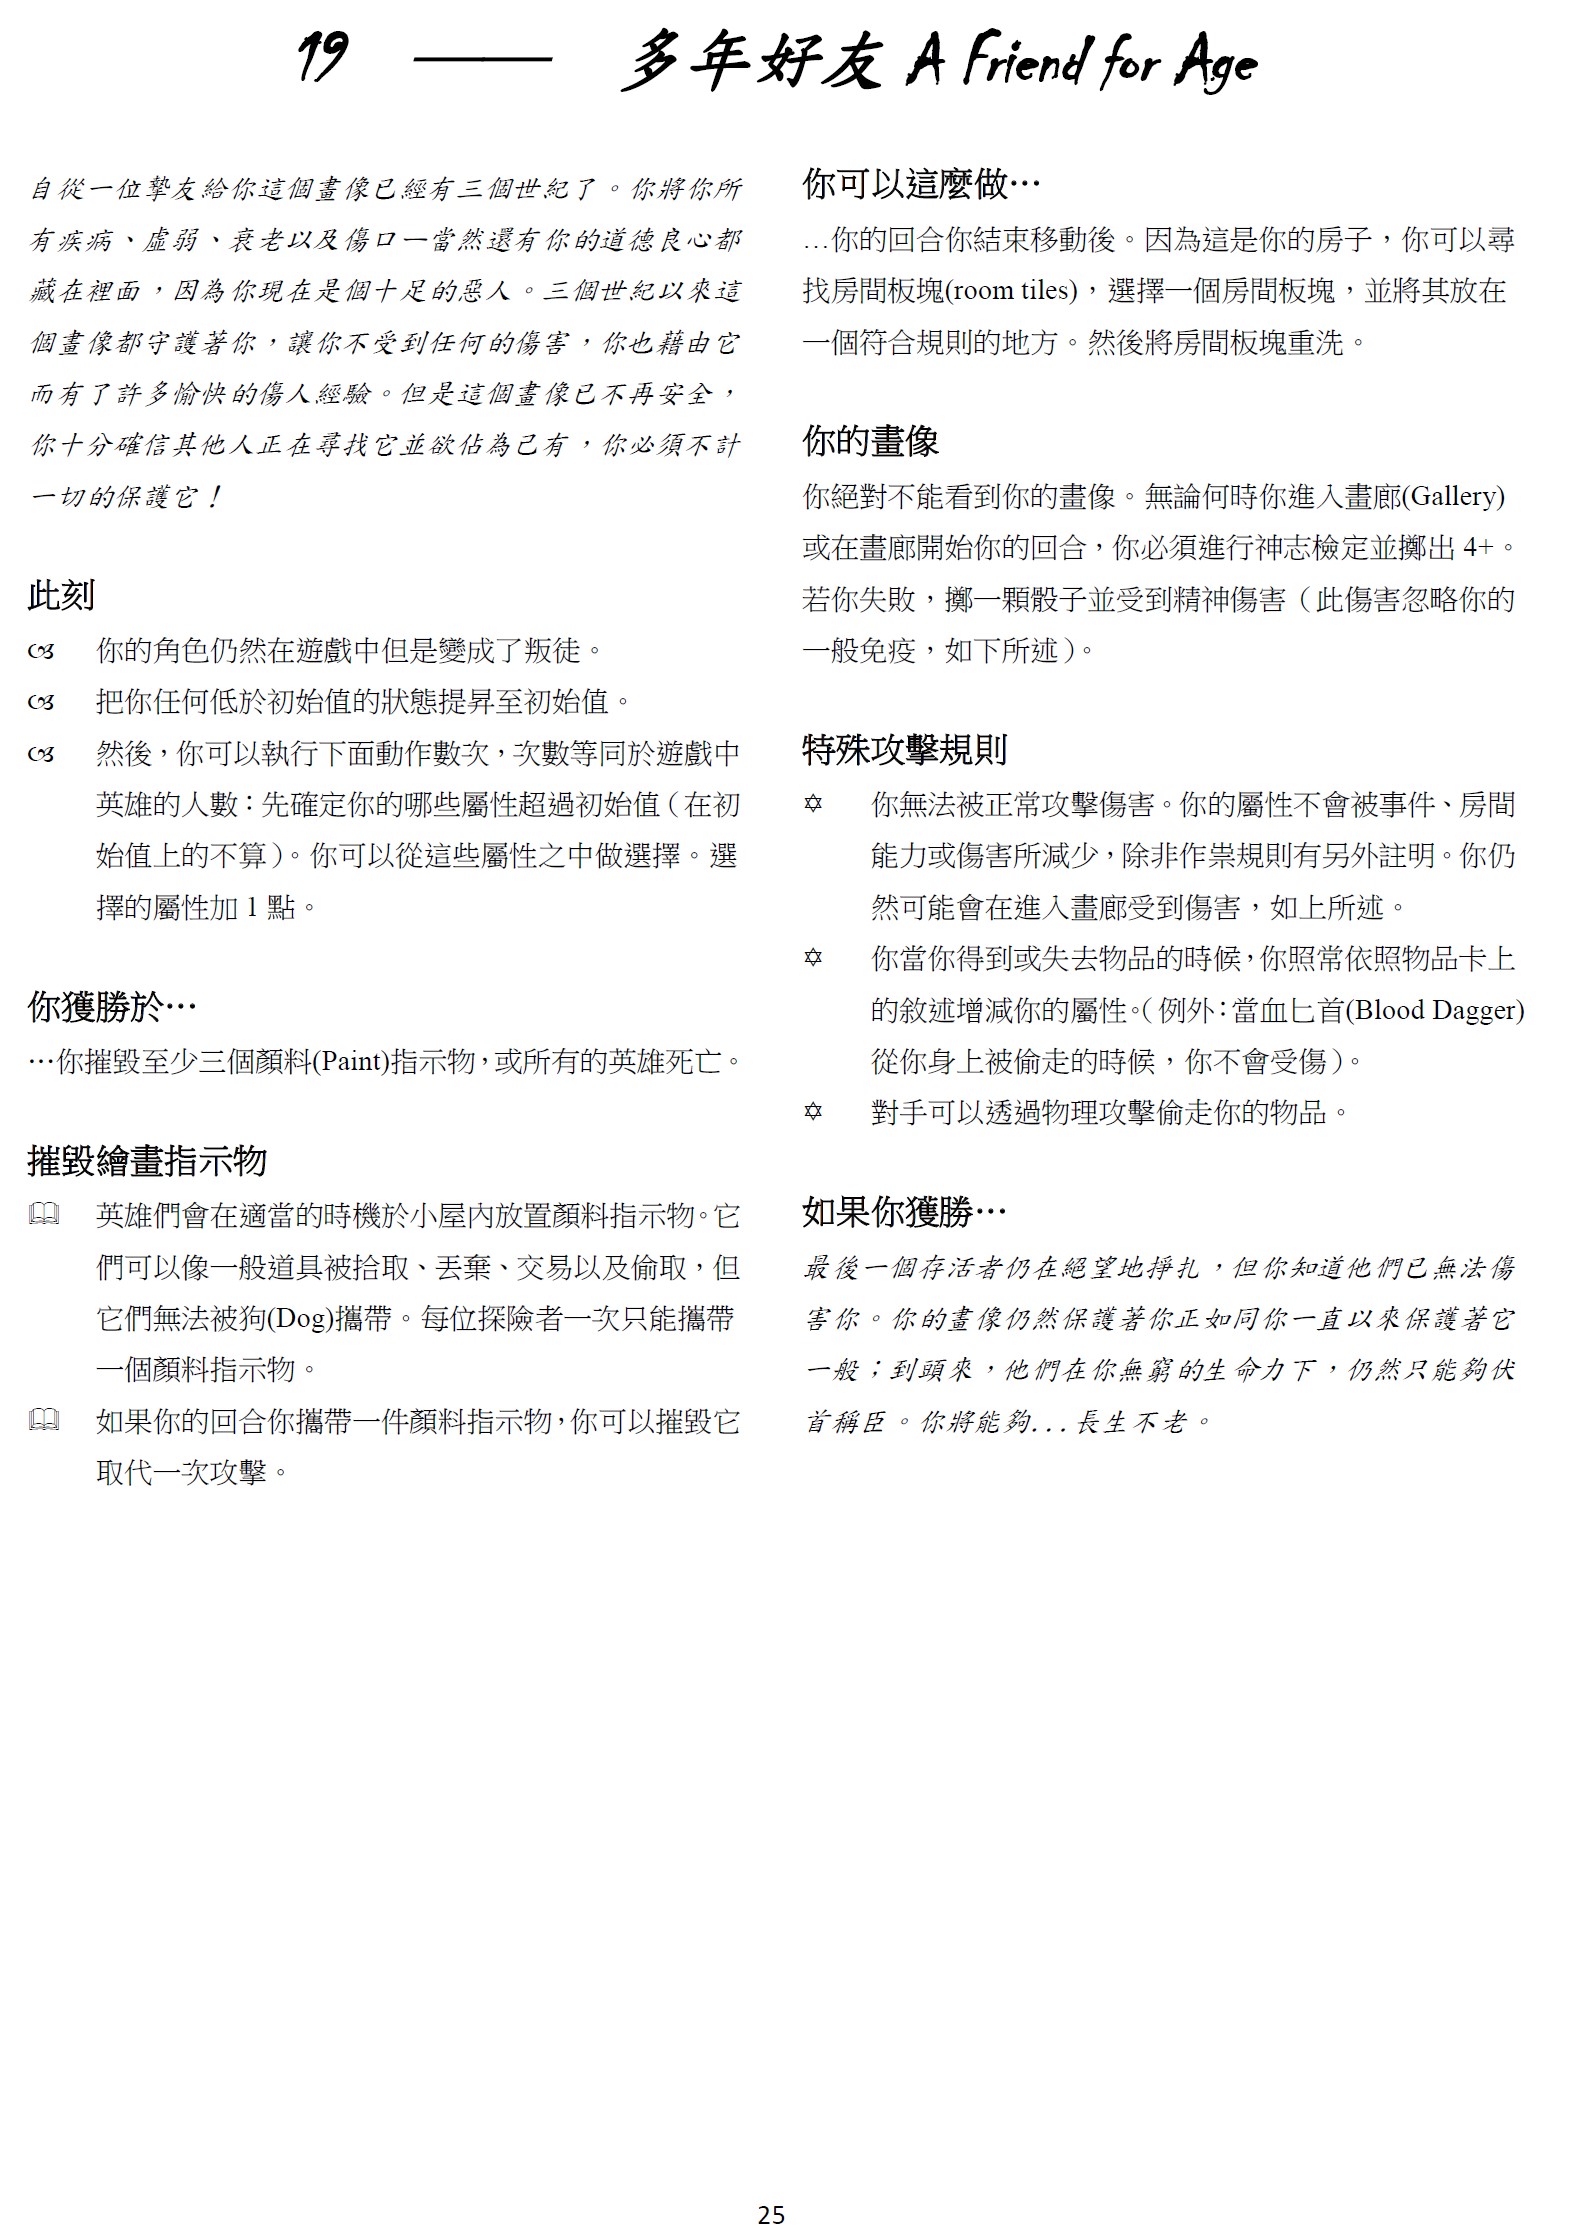 19 —— 多年好友 A Friend for Age
自從一位摯友給你這個畫像已經有三個世紀了。你將你所
有疾病、虛弱、衰老以及傷口一當然還有你的道德良心都
藏在裡面，因為你現在是個十足的惡人。三個世紀以來這
個畫像都守護著你，讓你不受到任何的傷害，你也藉由它
而有了許多愉快的傷人經驗。但是這個畫像已不再安全，
你十分確信其他人正在尋找它並欲佔為己有，你必須不計
一切的保護它！
此刻
你的角色仍然在遊戲中但是變成了叛徒。
把你任何低於初始值的狀態提昇至初始值。
然後，你可以執行下面動作數次，次數等同於遊戲中
英雄的人數：先確定你的哪些屬性超過初始值（在初
始值上的不算）。你可以從這些屬性之中做選擇。選
擇的屬性加 1 點。
你獲勝於…
…你摧毀至少三個顏料(Paint)指示物，或所有的英雄死亡。
摧毀繪畫指示物
英雄們會在適當的時機於小屋內放置顏料指示物。它
們可以像一般道具被拾取、丟棄、交易以及偷取，但
它們無法被狗(Dog)攜帶。每位探險者一次只能攜帶
一個顏料指示物。
如果你的回合你攜帶一件顏料指示物，你可以摧毀它
取代一次攻擊。
你可以這麼做…
…你的回合你結束移動後。因為這是你的房子，你可以尋
找房間板塊(room tiles)，選擇一個房間板塊，並將其放在
一個符合規則的地方。然後將房間板塊重洗。
你的畫像
你絕對不能看到你的畫像。無論何時你進入畫廊(Gallery)
或在畫廊開始你的回合，你必須進行神志檢定並擲出 4+。
若你失敗，擲一顆骰子並受到精神傷害（此傷害忽略你的
一般免疫，如下所述）。
特殊攻擊規則
你無法被正常攻擊傷害。你的屬性不會被事件、房間
能力或傷害所減少，除非作祟規則有另外註明。你仍
然可能會在進入畫廊受到傷害，如上所述。
你當你得到或失去物品的時候，你照常依照物品卡上
的敘述增減你的屬性。（例外：當血匕首(Blood Dagger)
從你身上被偷走的時候，你不會受傷）。
對手可以透過物理攻擊偷走你的物品。
如果你獲勝…
最後一個存活者仍在絕望地掙扎，但你知道他們已無法傷
害你。你的畫像仍然保護著你正如同你一直以來保護著它
一般；到頭來，他們在你無窮的生命力下，仍然只能夠伏
首稱臣。你將能夠...長生不老。
25